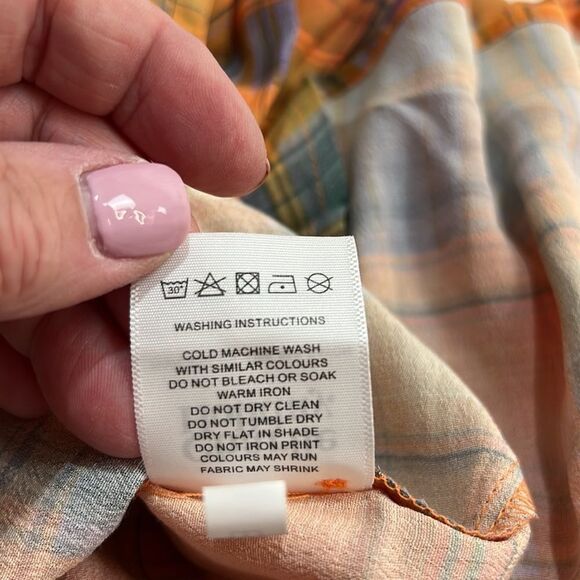 30°
WASHING INSTRUCTIONS
COLD MACHINE WASH
WITH SIMILAR COLOURS
DO NOT BLEACH OR SOAK
WARM IRON
DO NOT DRY CLEAN
DO NOT TUMBLE DRY
DRY FLAT IN SHADE
DO NOT IRON PRINT
COLOURS MAY RUN
FABRIC MAY SHRINK